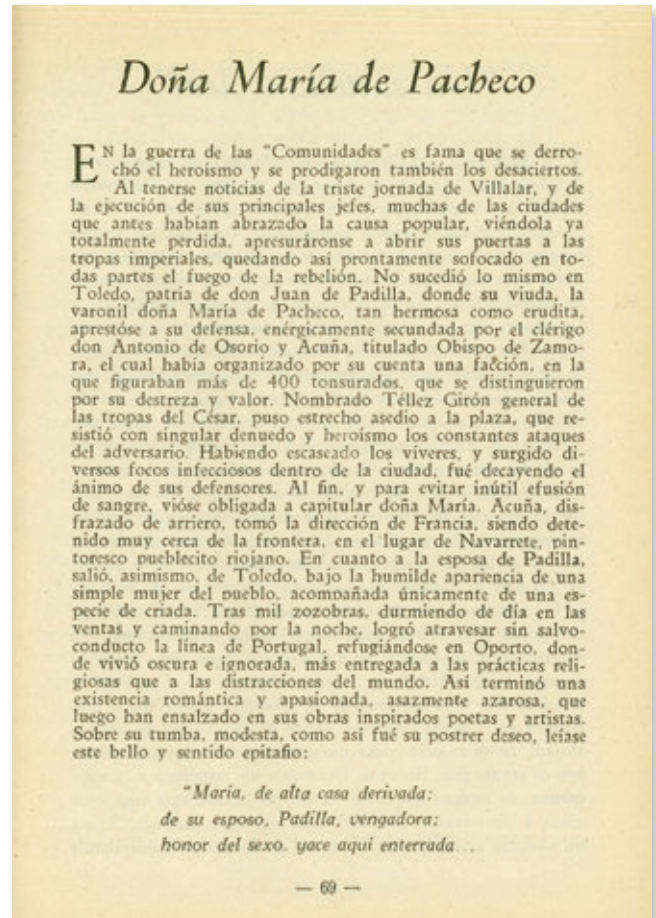 Doña María de Pacheco
EN la guerra de las "Comunidades" es fama que se derro-
chó el heroísmo y se prodigaron también los desaciertos.
Al tenerse noticias de la triste jornada de Villalar, y de
la ejecución de sus principales jefes, muchas de las ciudades
que antes habían abrazado la causa popular, viéndola ya
totalmente perdida, apresuráronse a abrir sus puertas a las
tropas imperiales, quedando así prontamente sofocado en to-
das partes el fuego de la rebelión. No sucedió lo mismo en
Toledo, patria de don Juan de Padilla, donde su viuda, la
varonil doña María de Pacheco, tan hermosa como erudita,
aprestóse a su defensa, enérgicamente secundada por el clérigo
don Antonio de Osorio y Acuña, titulado Obispo de Zamo-
ra, el cual había organizado por su cuenta una facción, en la
que figuraban más de 400 tonsurados, que se distinguieron
por su destreza y valor. Nombrado Téllez Girón general de
las tropas del César, puso estrecho asedio a la plaza, que re-
sistió con singular denuedo y heroísmo los constantes ataques
del adversario. Habiendo escaseado los víveres, y surgido di-
versos focos infecciosos dentro de la ciudad, fué decayendo el
ánimo de sus defensores. Al fin, y para evitar inútil efusión
de sangre, vióse obligada a capitular doña María. Acuña, dis-
frazado de arriero, tomó la dirección de Francia, siendo dete-
nido muy cerca de la frontera, en el lugar de Navarrete, pin-
toresco pueblecito riojano. En cuanto a la esposa de Padilla,
salió, asimismo, de Toledo, bajo la humilde apariencia de una
simple mujer del pueblo, acompañada únicamente de una es-
pecie de criada. Tras mil zozobras, durmiendo de día en las
ventas y caminando por la noche, logró atravesar sin salvo-
conducto la línea de Portugal, refugiándose en Oporto, don-
de vivió oscura e ignorada, más entregada a las prácticas reli-
giosas que a las distracciones del mundo. Así terminó una
existencia romántica y apasionada, asazmente azarosa, que
luego han ensalzado en sus obras inspirados poetas y artistas.
Sobre su tumba, modesta, como así fué su postrer deseo, leíase
este bello y sentido epitafio:
"María, de alta casa derivada;
de su esposo, Padilla, vengadora;
honor del sexo, yace aquí enterrada...
— 69 —